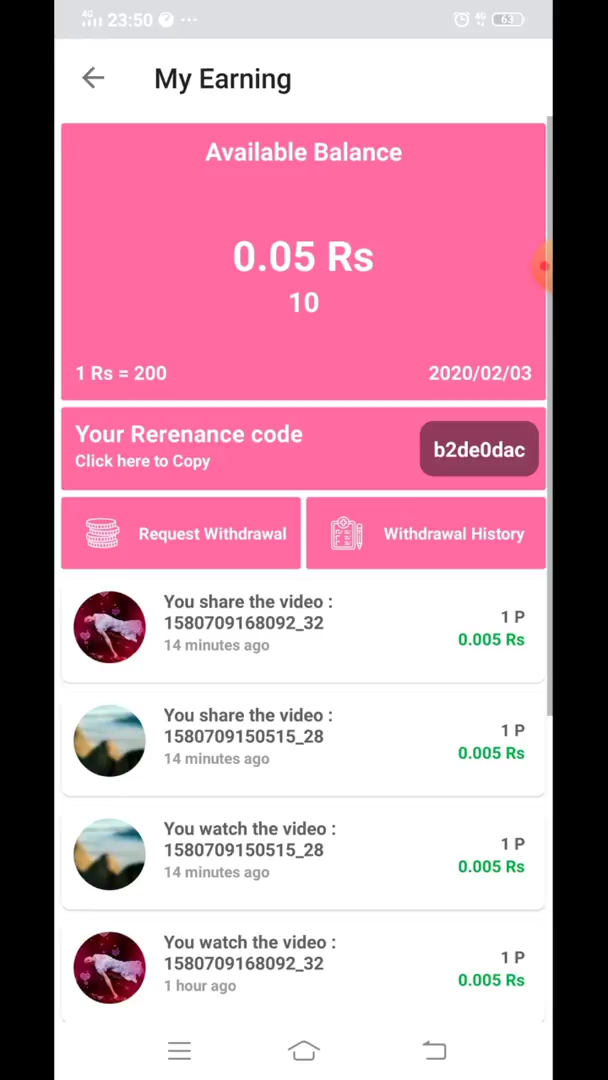 4G 23:50
4G 63
My Earning
Available Balance
0.05 Rs
10
1 Rs = 200 2020/02/03
Your Rerenance code
Click here to Copy
b2de0dac
Request Withdrawal
Withdrawal History
You share the video :
1580709168092_32
14 minutes ago
1 P
0.005 Rs
You share the video :
1580709150515_28
14 minutes ago
1 P
0.005 Rs
You watch the video :
1580709150515_28
14 minutes ago
1 P
0.005 Rs
You watch the video :
1580709168092_32
1 hour ago
1 P
0.005 Rs